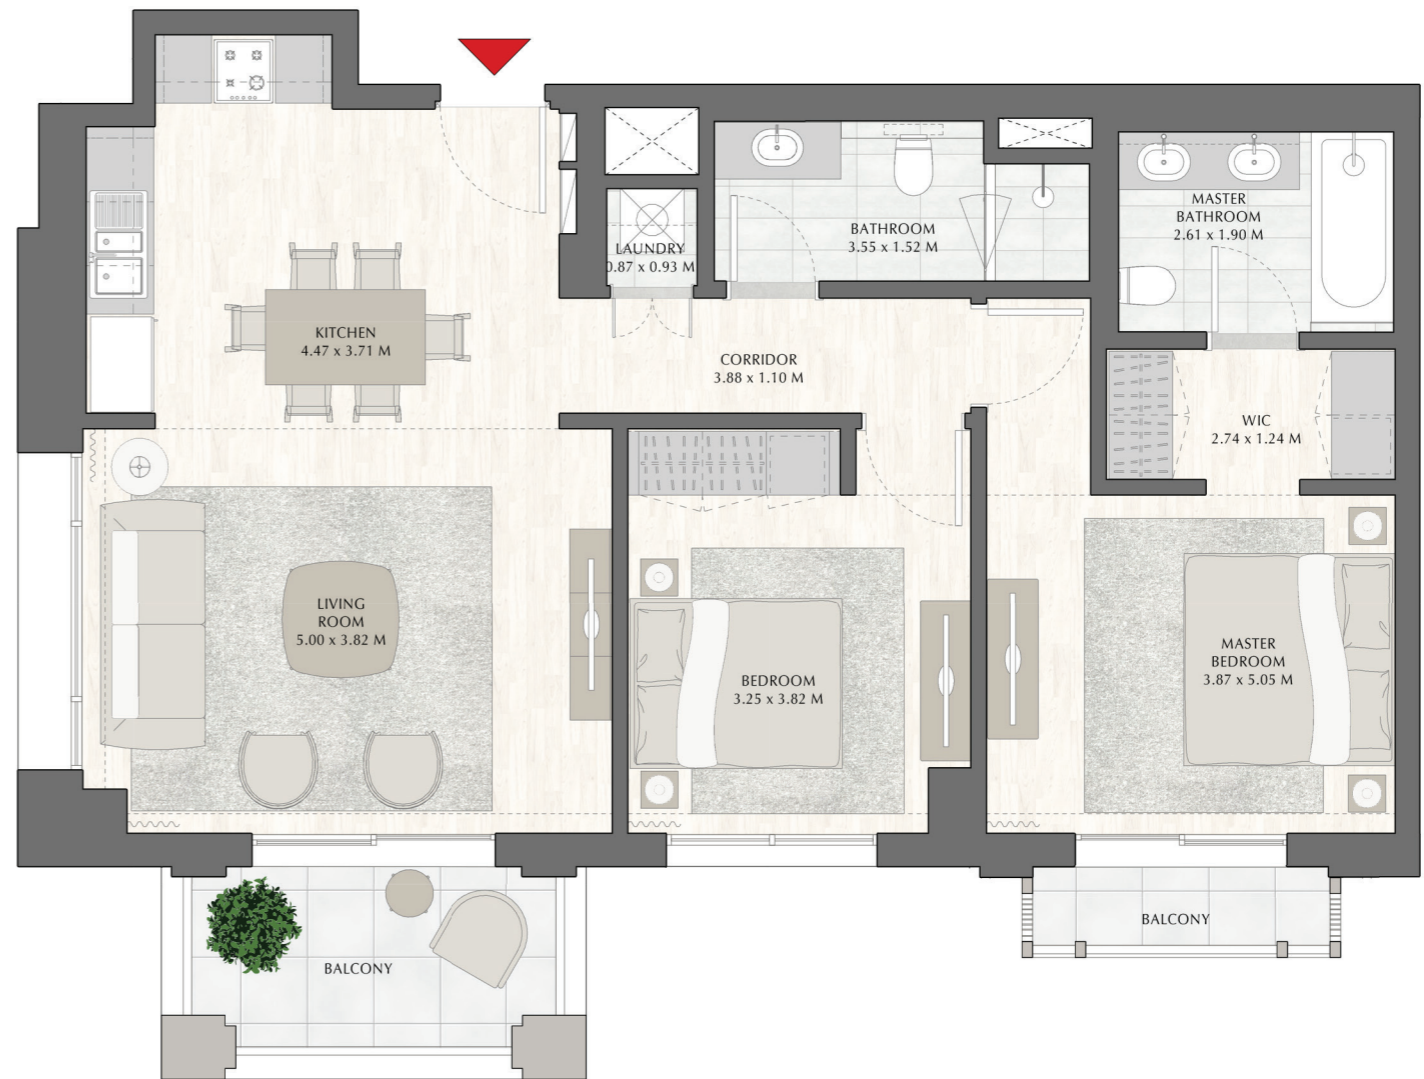 MASTER
BATHROOM
2.61 x 1.90 M
BATHROOM
3.55 x 1.52 M
LAUNDRY
0.87 x 0.93 M
KITCHEN
4.47 x 3.71 M
CORRIDOR
3.88 x 1.10 M
WIC
2.74 x 1.24 M
LIVING
ROOM
5.00 x 3.82 M
BEDROOM
3.25 x 3.82 M
MASTER
BEDROOM
3.87 x 5.05 M
BALCONY
BALCONY